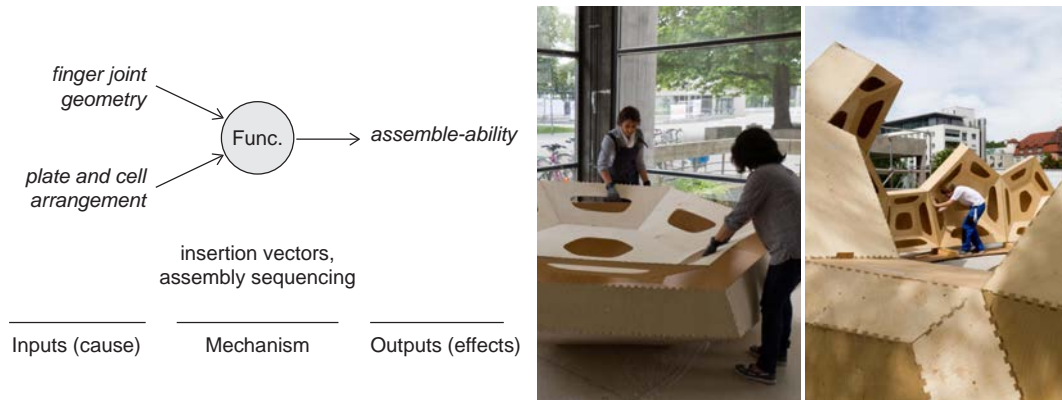 finger joint
geometry
Func.
assemble-ability
plate and cell
arrangement
insertion vectors,
assembly sequencing
Inputs (cause)
Mechanism
Outputs (effects)